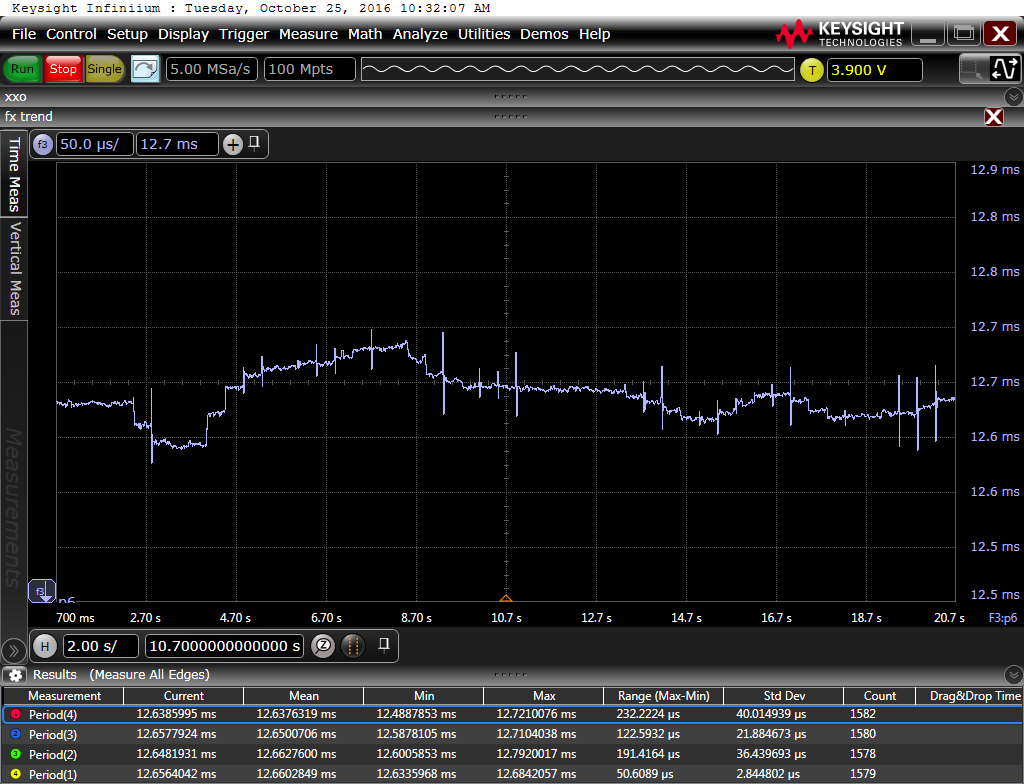 Keysight Infiniium : Tuesday, October 25, 2016 10:32:07 AM
File Control Setup Display Trigger Measure Math Analyze Utilities Demos Help
KEYSIGHT
TECHNOLOGIES
Run Stop Single 5.00 MSa/s 100 Mpts T 3.900 V
xxo
fx trend
f3 50.0 µs/ 12.7 ms
Time Meas
Vertical Meas
Measurements
12.9 ms
12.8 ms
12.8 ms
12.7 ms
12.7 ms
12.6 ms
12.6 ms
12.5 ms
12.5 ms
f3 p6
700 ms 2.70 s 4.70 s 6.70 s 8.70 s 10.7 s 12.7 s 14.7 s 16.7 s 18.7 s 20.7 s F3:p6
H 2.00 s/ 10.7000000000000 s Z
Results (Measure All Edges)
Measurement Current Mean Min Max Range (Max-Min) Std Dev Count Drag&Drop Time
1 Period(4) 12.6385995 ms 12.6376319 ms 12.4887853 ms 12.7210076 ms 232.2224 µs 40.014939 µs 1582
2 Period(3) 12.6577924 ms 12.6500706 ms 12.5878105 ms 12.7104038 ms 122.5932 µs 21.884673 µs 1580
3 Period(2) 12.6481931 ms 12.6627600 ms 12.6005853 ms 12.7920017 ms 191.4164 µs 36.439693 µs 1578
4 Period(1) 12.6564042 ms 12.6602849 ms 12.6335968 ms 12.6842057 ms 50.6089 µs 2.844802 µs 1579